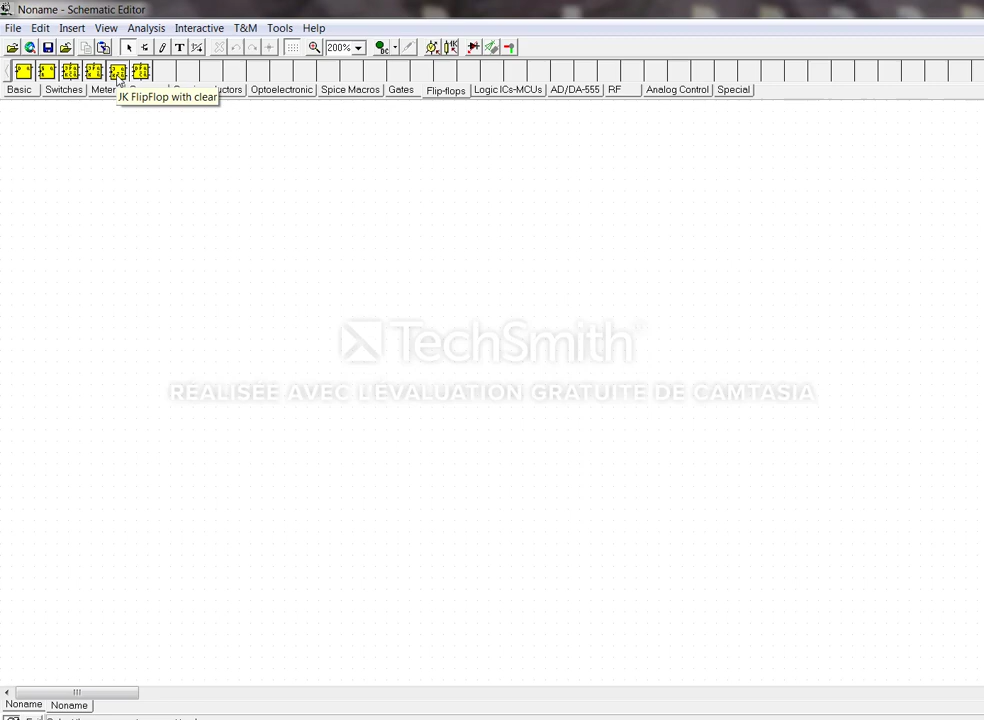 Noname - Schematic Editor
File Edit Insert View Analysis Interactive T&M Tools Help
200% DC
Basic Switches Meter Flip-flops Optoelectronic Spice Macros Gates Logic ICs-MCUs AD/DA-555 RF Analog Control Special
JK FlipFlop with clear
TechSmith
RÉALISÉE AVEC L'ÉVALUATION GRATUITE DE CAMTASIA
Noname Noname